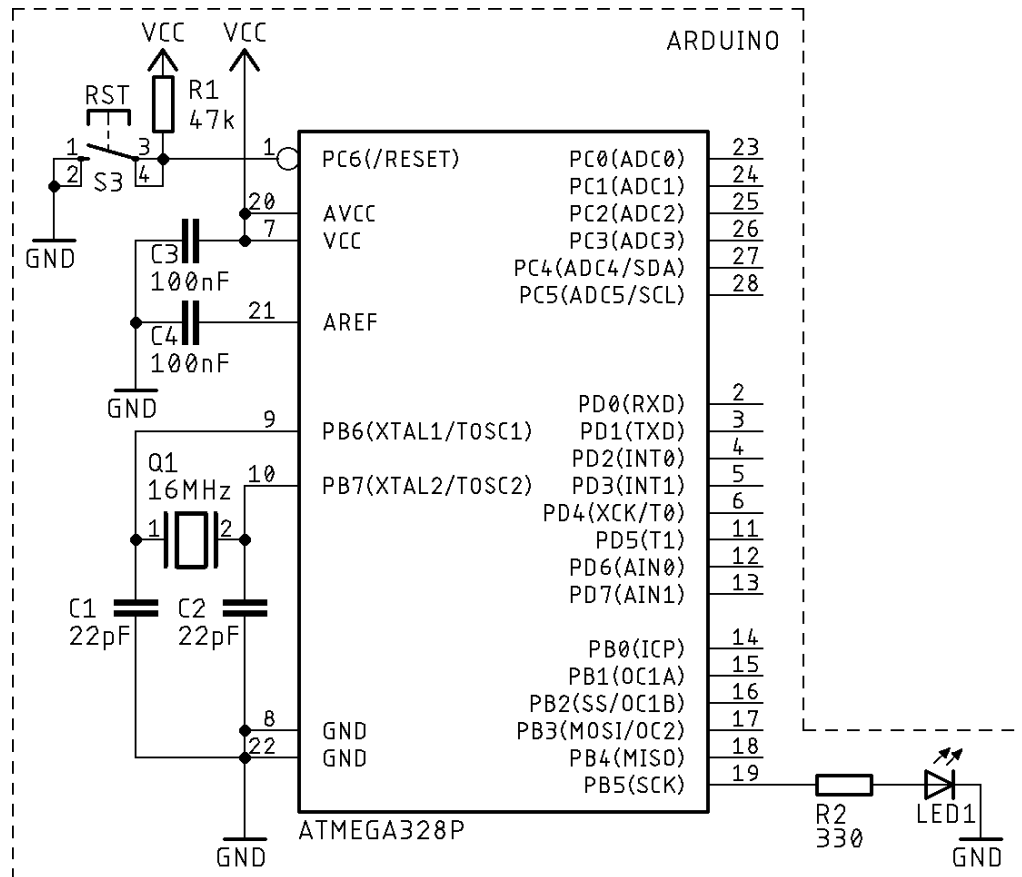 ARDUINO
VCC
VCC
R1
47k
RST
1
3
2
4
S3
GND
1
PC6(/RESET)
20
AVCC
7
VCC
C3
100nF
21
AREF
C4
100nF
GND
9
PB6(XTAL1/TOSC1)
10
PB7(XTAL2/TOSC2)
Q1
16MHz
1
2
C1
22pF
C2
22pF
8
GND
22
GND
GND
ATMEGA328P
PC0(ADC0)
23
PC1(ADC1)
24
PC2(ADC2)
25
PC3(ADC3)
26
PC4(ADC4/SDA)
27
PC5(ADC5/SCL)
28
PD0(RXD)
2
PD1(TXD)
3
PD2(INT0)
4
PD3(INT1)
5
PD4(XCK/T0)
6
PD5(T1)
11
PD6(AIN0)
12
PD7(AIN1)
13
PB0(ICP)
14
PB1(OC1A)
15
PB2(SS/OC1B)
16
PB3(MOSI/OC2)
17
PB4(MISO)
18
PB5(SCK)
19
R2
330
LED1
GND